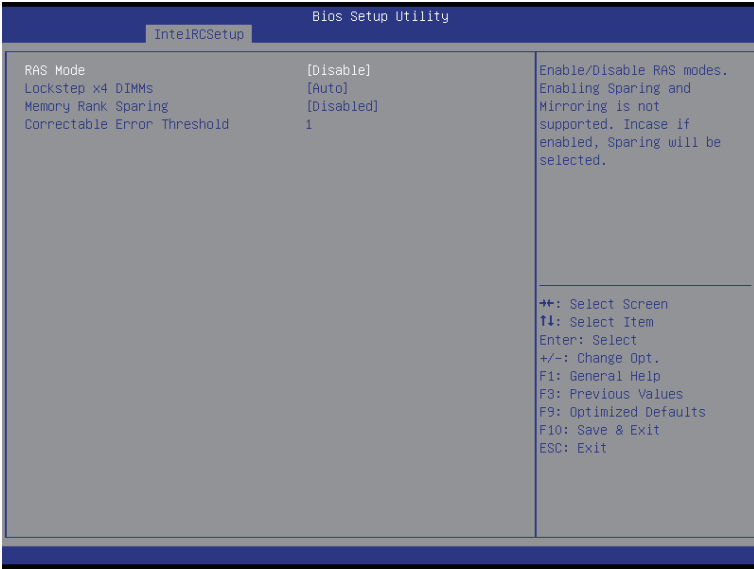 Bios Setup Utility
IntelRCSetup
RAS Mode [Disable]
Lockstep x4 DIMMs [Auto]
Memory Rank Sparing [Disabled]
Correctable Error Threshold 1
Enable/Disable RAS modes.
Enabling Sparing and
Mirroring is not
supported. Incase if
enabled, Sparing will be
selected.
→←: Select Screen
↑↓: Select Item
Enter: Select
+/-: Change Opt.
F1: General Help
F3: Previous Values
F9: Optimized Defaults
F10: Save & Exit
ESC: Exit